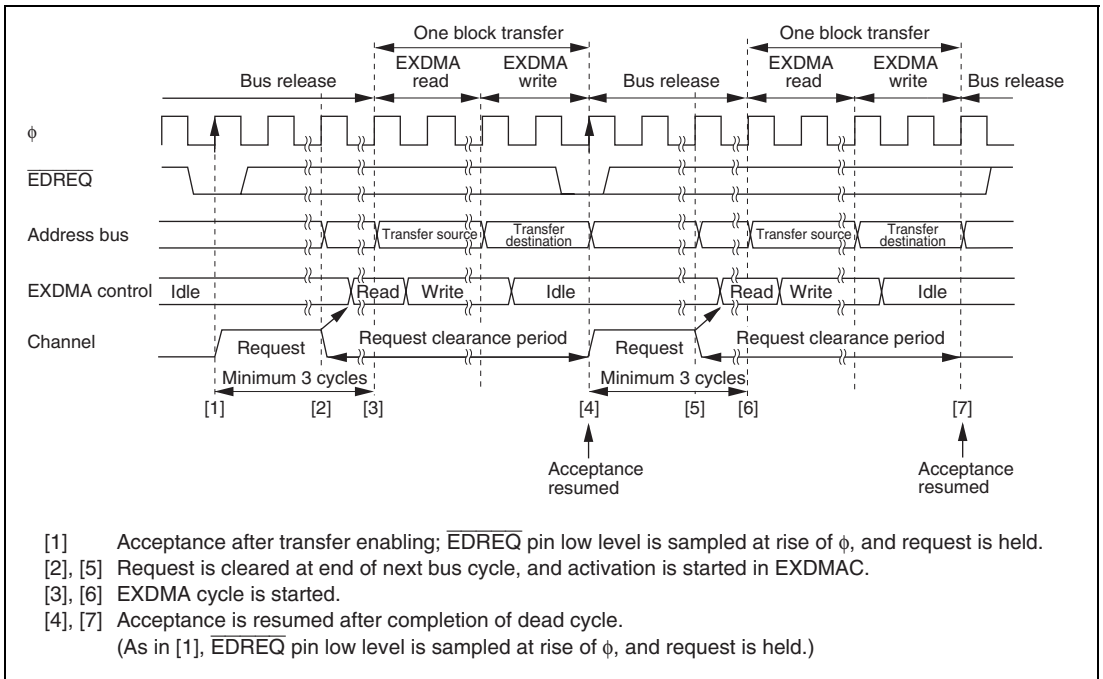 One block transfer One block transfer
EXDMA read EXDMA write EXDMA read EXDMA write
Bus release Bus release Bus release
ϕ
EDREQ
Address bus Transfer source Transfer destination Transfer source Transfer destination
EXDMA control Idle Read Write Idle Read Write Idle
Channel Request Request clearance period Request Request clearance period
Minimum 3 cycles Minimum 3 cycles
[1] [2] [3] [4] [5] [6] [7]
Acceptance resumed Acceptance resumed
[1] Acceptance after transfer enabling; EDREQ pin low level is sampled at rise of ϕ, and request is held.
[2], [5] Request is cleared at end of next bus cycle, and activation is started in EXDMAC.
[3], [6] EXDMA cycle is started.
[4], [7] Acceptance is resumed after completion of dead cycle.
(As in [1], EDREQ pin low level is sampled at rise of ϕ, and request is held.)